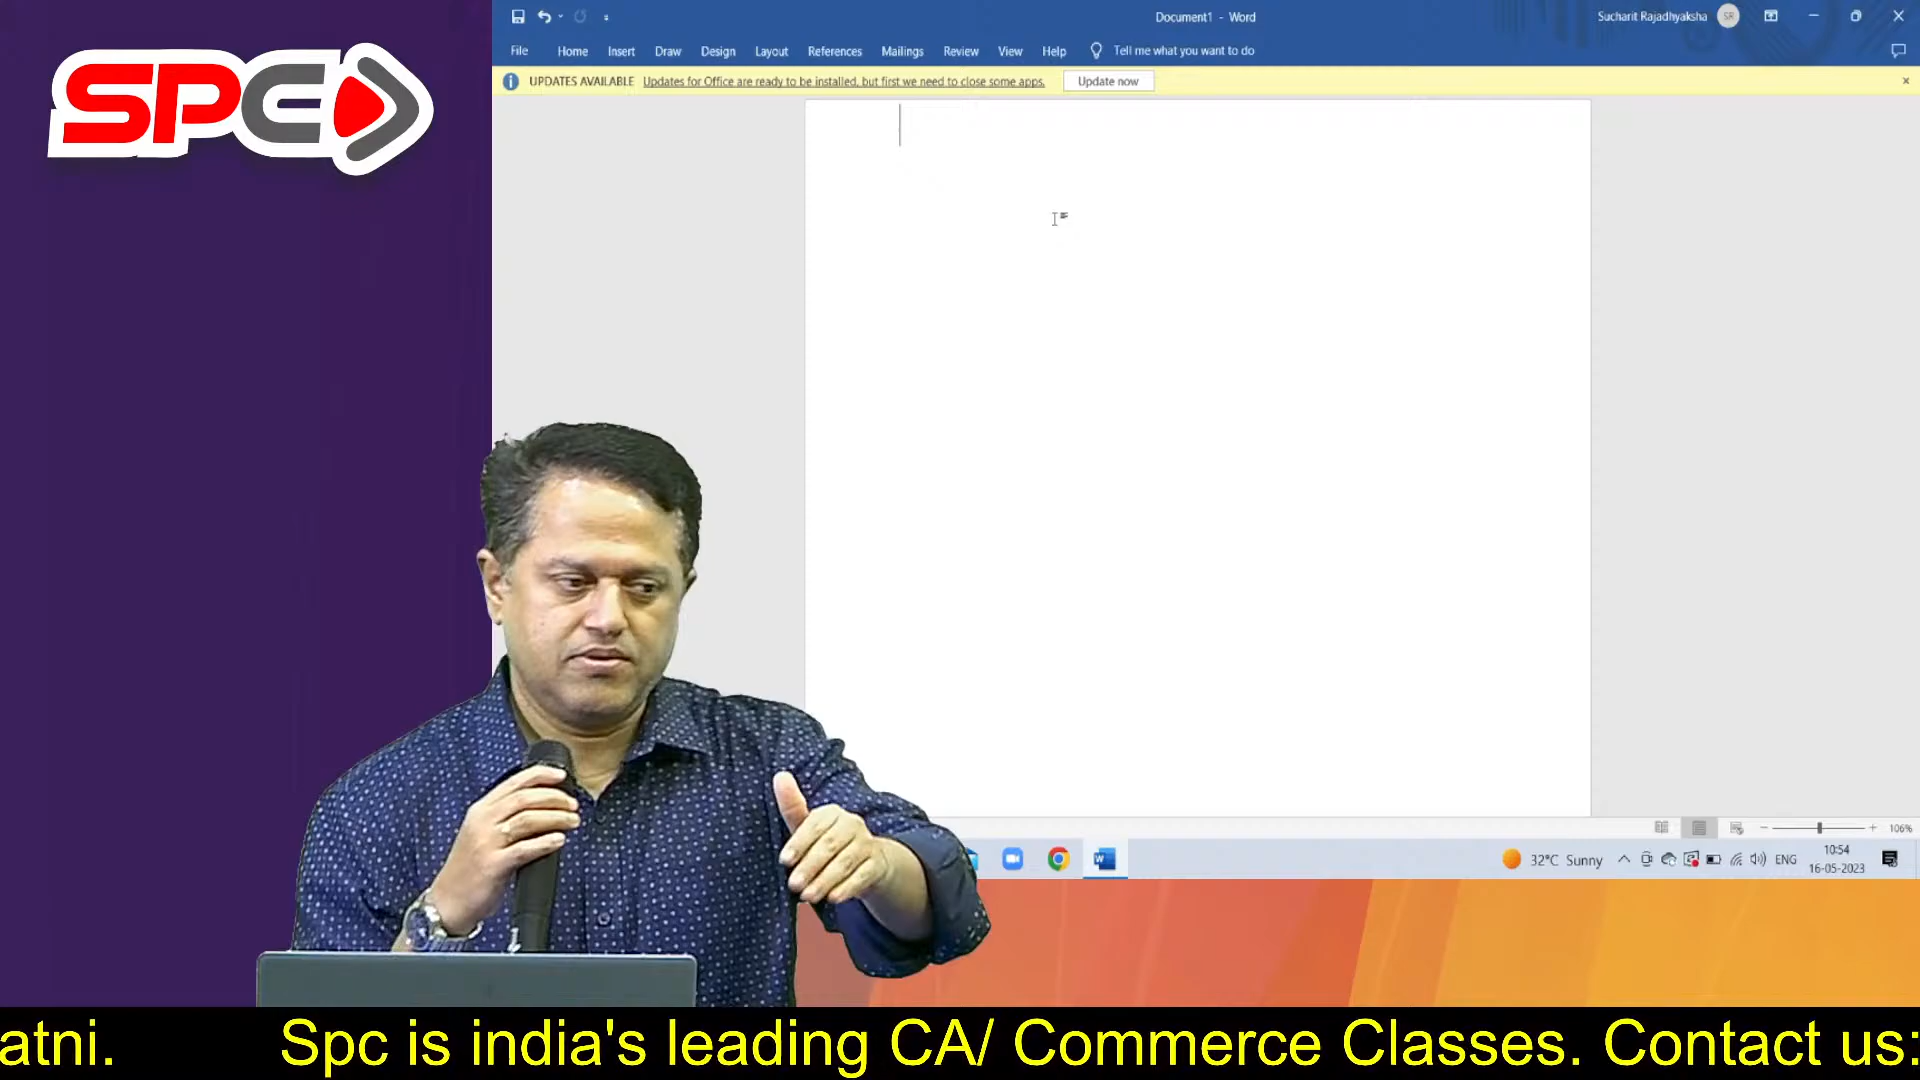 SPC
Document1 - Word
Sucharit Rajadhyaksha SR
File Home Insert Draw Design Layout References Mailings Review View Help Tell me what you want to do
UPDATES AVAILABLE Updates for Office are ready to be installed, but first we need to close some apps. Update now
106%
32°C Sunny ENG
10:54
16-05-2023
atni. Spc is india's leading CA/ Commerce Classes. Contact us: